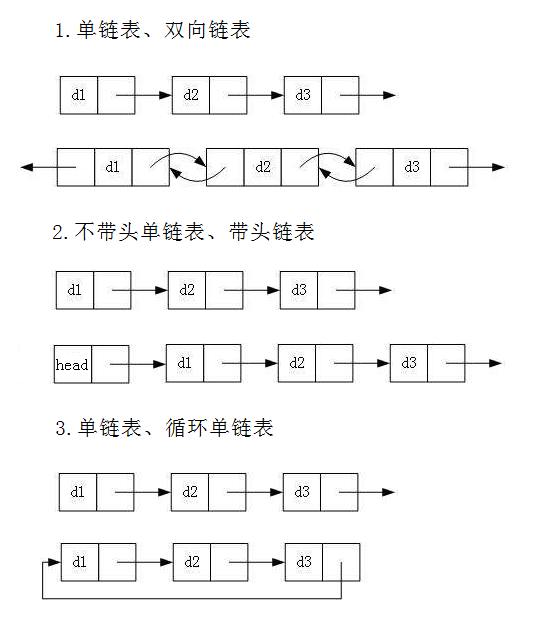 1.单链表、双向链表
d1 d2 d3
d1 d2 d3
2.不带头单链表、带头链表
d1 d2 d3
head d1 d2 d3
3.单链表、循环单链表
d1 d2 d3
d1 d2 d3